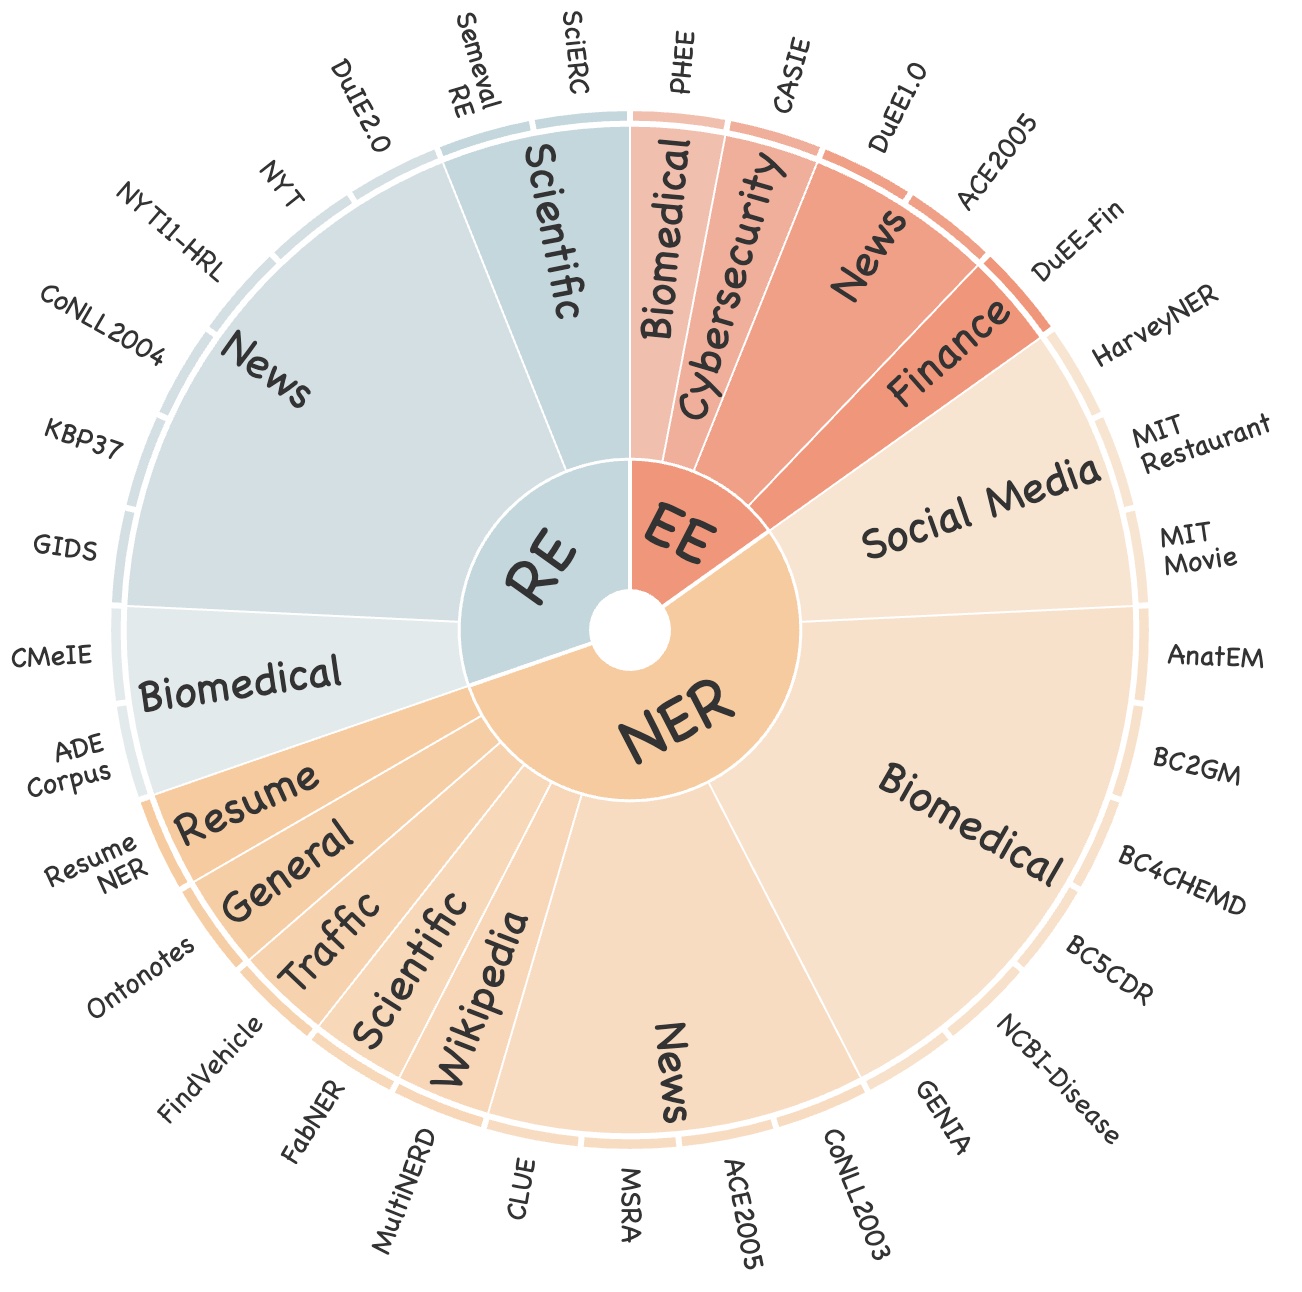 EE
Biomedical
PHEE
Cybersecurity
CASIE
News
DuEE1.0
ACE2005
Finance
DuEE-Fin
NER
Social Media
HarveyNER
MIT
Restaurant
MIT
Movie
Biomedical
AnatEM
BC2GM
BC4CHEMD
BC5CDR
NCBI-Disease
GENIA
News
CoNLL2003
ACE2005
MSRA
CLUE
Wikipedia
MultiNERD
Scientific
FabNER
Traffic
FindVehicle
General
Ontonotes
Resume
Resume
NER
RE
Biomedical
ADE
Corpus
CMeIE
News
GIDS
KBP37
CoNLL2004
NYT11-HRL
NYT
DuIE2.0
Scientific
Semeval
RE
SciERC